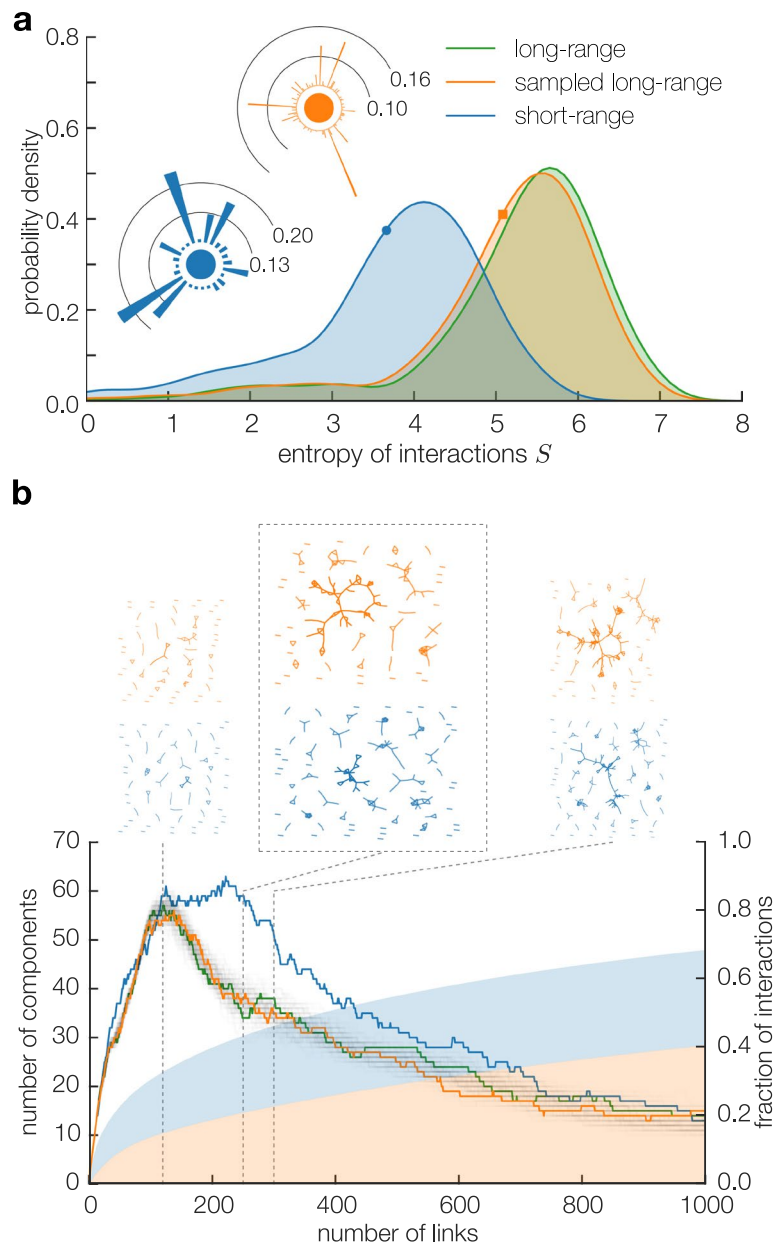 a
0.8
0.6
0.4
0.2
0.0
probability density
0.16
0.10
0.20
0.13
long-range
sampled long-range
short-range
0 1 2 3 4 5 6 7 8
entropy of interactions S
b
70
60
50
40
30
20
10
0
number of components
1.0
0.8
0.6
0.4
0.2
0.0
fraction of interactions
0 200 400 600 800 1000
number of links